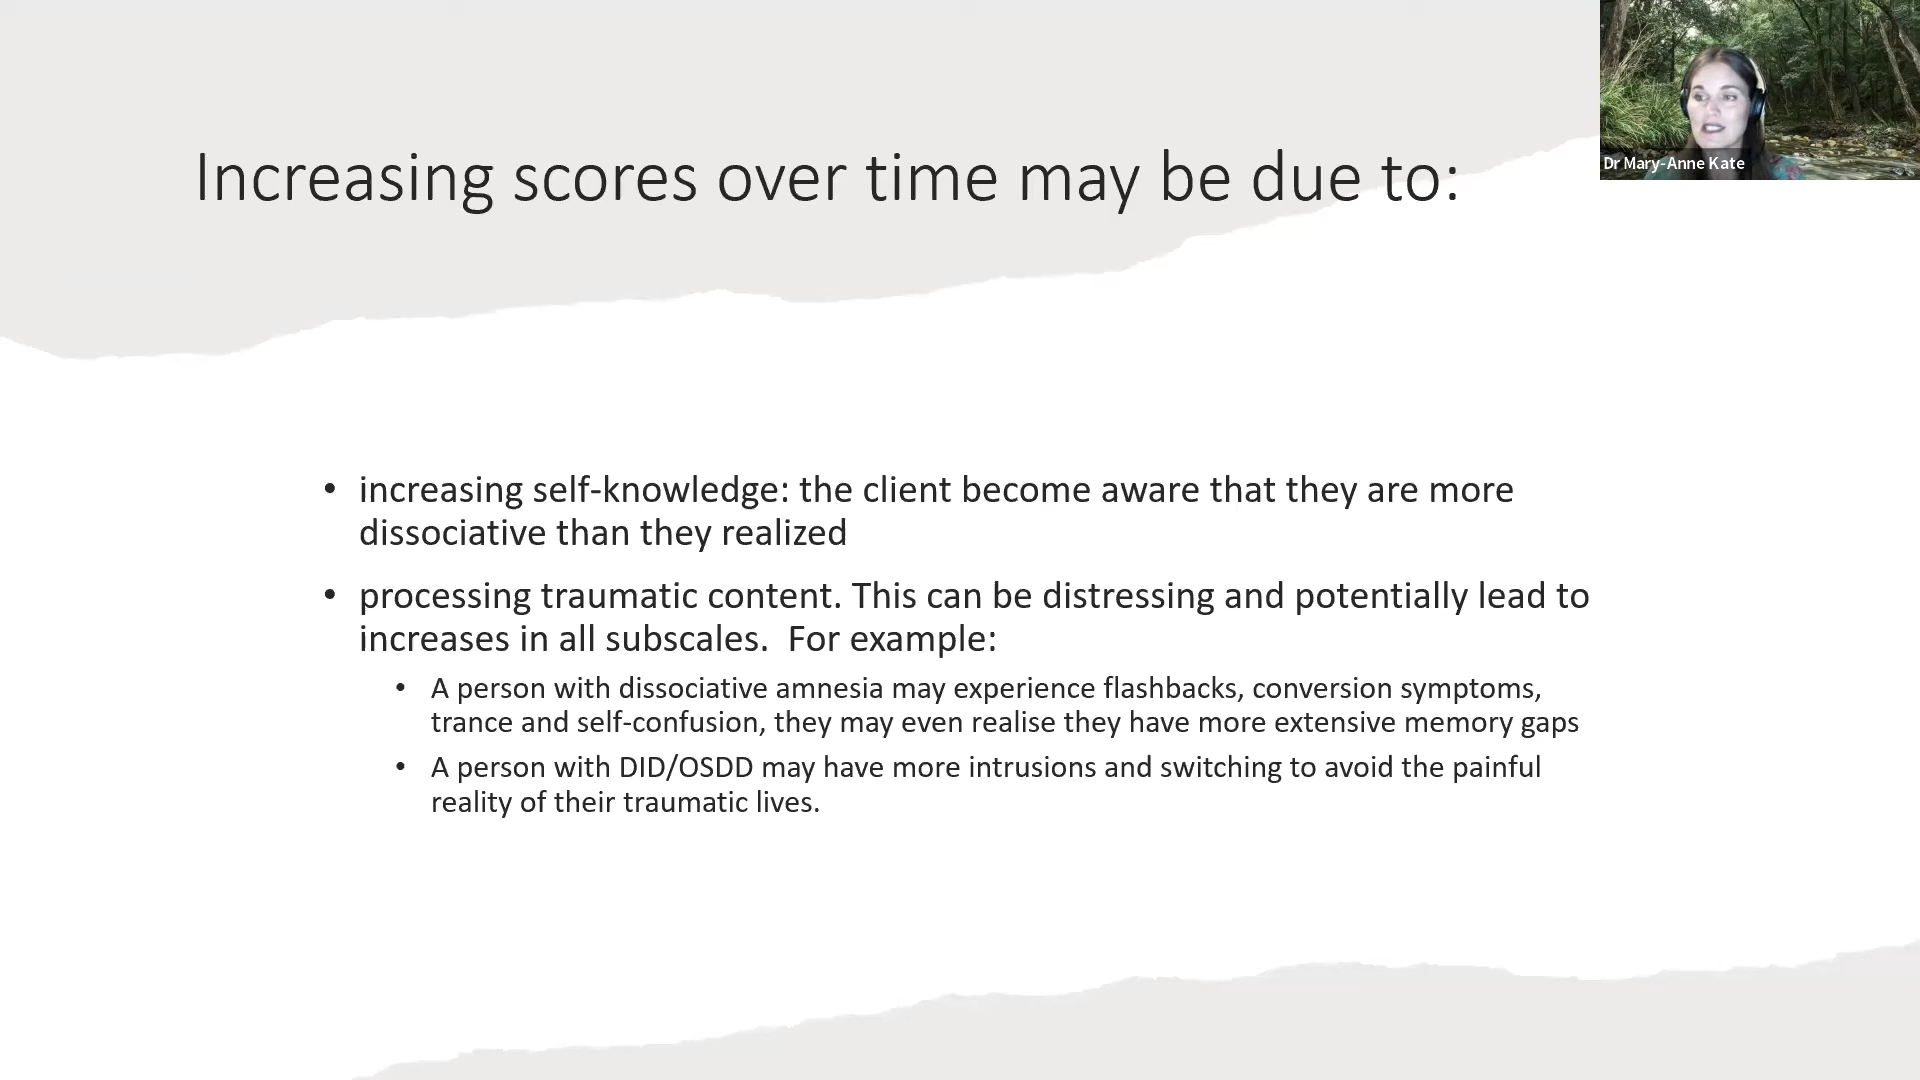 Increasing scores over time may be due to:
Dr Mary-Anne Kate
• increasing self-knowledge: the client become aware that they are more
dissociative than they realized
• processing traumatic content. This can be distressing and potentially lead to
increases in all subscales.  For example:
• A person with dissociative amnesia may experience flashbacks, conversion symptoms,
trance and self-confusion, they may even realise they have more extensive memory gaps
• A person with DID/OSDD may have more intrusions and switching to avoid the painful
reality of their traumatic lives.